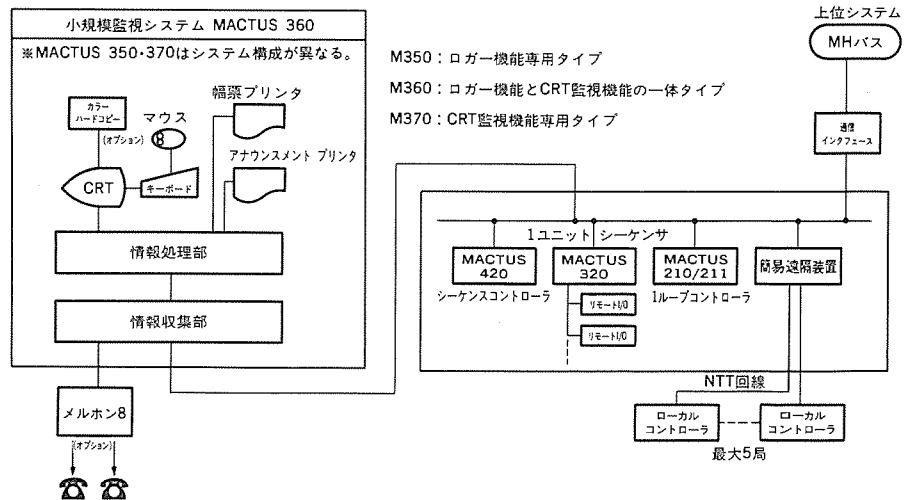 小規模監視システム MACTUS 360
※MACTUS 350・370はシステム構成が異なる。
カラー
ハードコピー
(オプション)
マウス
帳票プリンタ
アナウンスメント プリンタ
CRT
キーボード
情報処理部
情報収集部
メルホン8
(オプション)
M350：ロガー機能専用タイプ
M360：ロガー機能とCRT監視機能の一体タイプ
M370：CRT監視機能専用タイプ
上位システム
MHバス
通信
インタフェース
1ユニット シーケンサ
MACTUS
420
シーケンスコントローラ
MACTUS
320
リモートI/O
リモートI/O
MACTUS
210/211
1ループコントローラ
簡易遠隔装置
NTT回線
ローカル
コントローラ
ローカル
コントローラ
最大5局